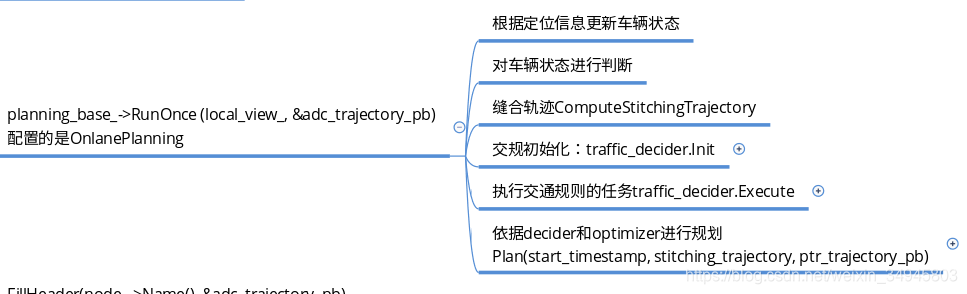 根据定位信息更新车辆状态
对车辆状态进行判断
planning_base_->RunOnce (local_view_, &adc_trajectory_pb)
配置的是OnlanePlanning
缝合轨迹ComputeStitchingTrajectory
交规初始化：traffic_decider.Init
执行交通规则的任务traffic_decider.Execute
依据decider和optimizer进行规划
Plan(start_timestamp, stitching_trajectory, ptr_trajectory_pb)
https://blog.csdn.net/weixin_34945803
FillHeader(node_->Name(), &adc_trajectory_pb)